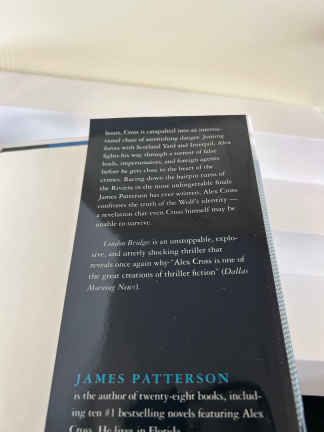 hours, Cross is catapulted into an interna-
tional chase of astonishing danger. Joining
forces with Scotland Yard and Interpol, Alex
fights his way through a torrent of false
leads, impersonators, and foreign agents
before he gets close to the heart of the
crimes. Racing down the hairpin turns of
the Riviera in the most unforgettable finale
James Patterson has ever written, Alex Cross
confronts the truth of the Wolf's identity —
a revelation that even Cross himself may be
unable to survive.
London Bridges is an unstoppable, explo-
sive, and utterly shocking thriller that
reveals once again why "Alex Cross is one of
the great creations of thriller fiction" (Dallas
Morning News).
JAMES PATTERSON
is the author of twenty-eight books, includ-
ing ten #1 bestselling novels featuring Alex
Cross. He lives in Florida.